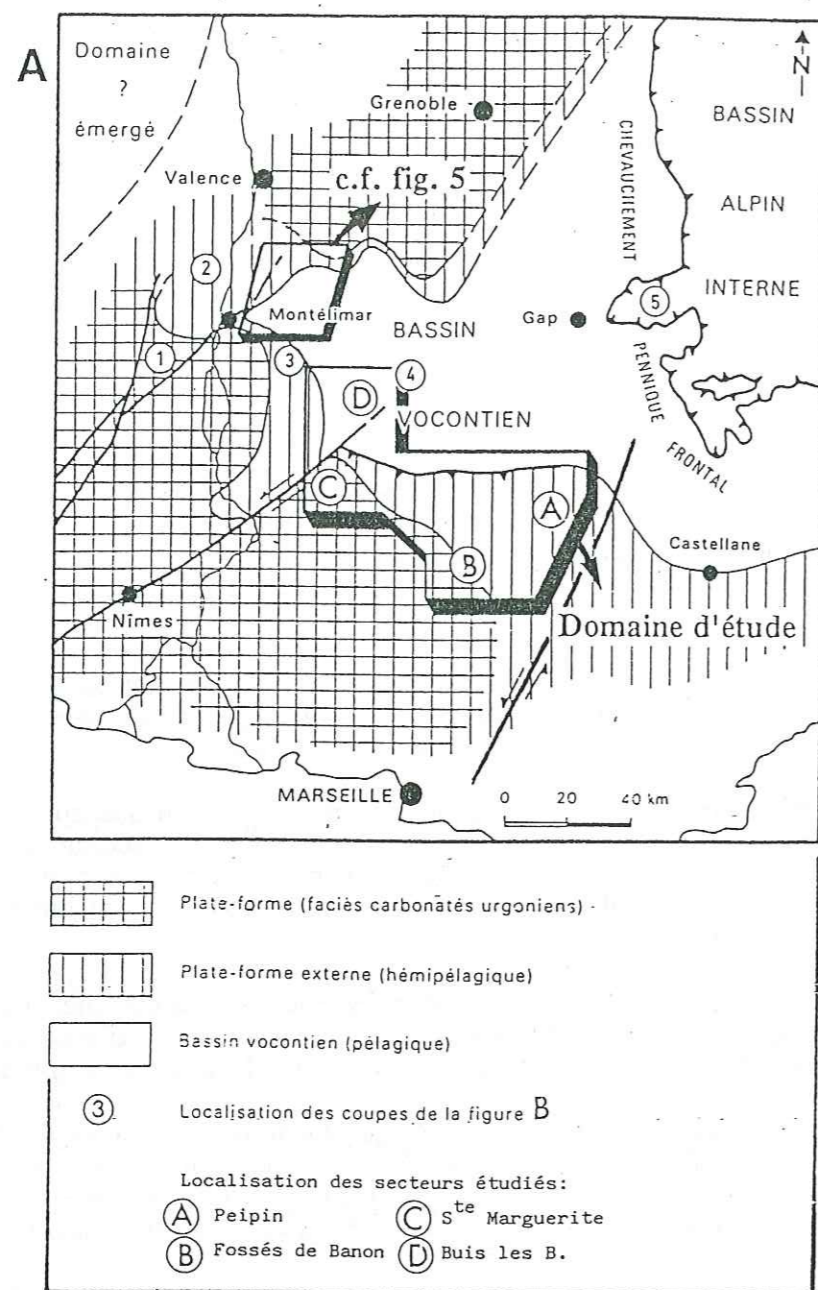 A
Domaine
?
émergé
N
Grenoble
BASSIN
ALPIN
INTERNE
CHEVAUCHEMENT
Valence
c.f. fig. 5
2
5
Montélimar
BASSIN
Gap
1
3
4
D
VOCONTIEN
PENNIQUE
FRONTAL
C
A
B
Castellane
Nîmes
Domaine d'étude
MARSEILLE
0 20 40 km
Plate-forme (faciès carbonatés urgoniens)
Plate-forme externe (hémipélagique)
Bassin vocontien (pélagique)
3 Localisation des coupes de la figure B
Localisation des secteurs étudiés:
A Peipin C Ste Marguerite
B Fossés de Banon D Buis les B.